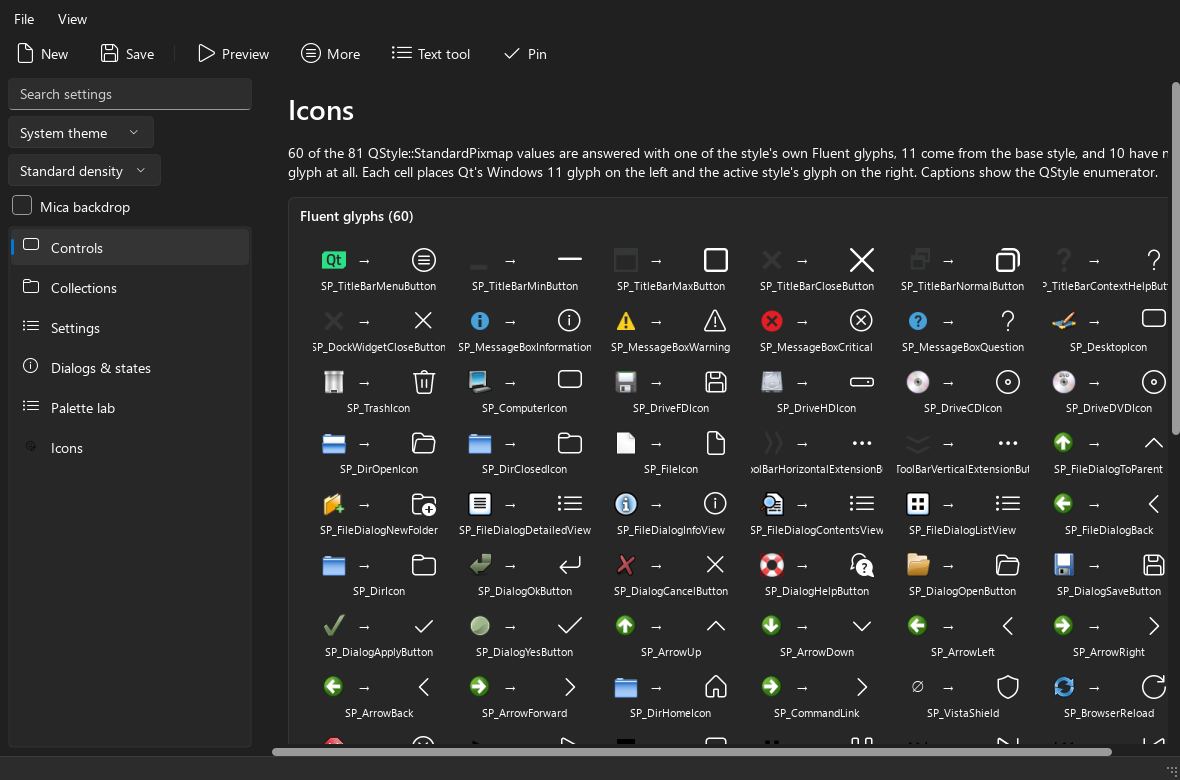 File View
New Save Preview More Text tool Pin
Search settings
System theme
Standard density
Mica backdrop
Controls
Collections
Settings
Dialogs & states
Palette lab
Icons
Icons
60 of the 81 QStyle::StandardPixmap values are answered with one of the style's own Fluent glyphs, 11 come from the base style, and 10 have
glyph at all. Each cell places Qt's Windows 11 glyph on the left and the active style's glyph on the right. Captions show the QStyle enumerator.
Fluent glyphs (60)
Qt → → → → → →
SP_TitleBarMenuButton SP_TitleBarMinButton SP_TitleBarMaxButton SP_TitleBarCloseButton SP_TitleBarNormalButton P_TitleBarContextHelpBut
→ → → → → →
SP_DockWidgetCloseButton SP_MessageBoxInformation SP_MessageBoxWarning SP_MessageBoxCritical SP_MessageBoxQuestion SP_DesktopIcon
→ → → → → →
SP_TrashIcon SP_ComputerIcon SP_DriveFDIcon SP_DriveHDIcon SP_DriveCDIcon SP_DriveDVDIcon
→ → → → → →
SP_DirOpenIcon SP_DirClosedIcon SP_FileIcon oolBarHorizontalExtensionB ToolBarVerticalExtensionBut SP_FileDialogToParent
→ → → → → →
SP_FileDialogNewFolder SP_FileDialogDetailedView SP_FileDialogInfoView SP_FileDialogContentsView SP_FileDialogListView SP_FileDialogBack
→ → → → → →
SP_DirIcon SP_DialogOkButton SP_DialogCancelButton SP_DialogHelpButton SP_DialogOpenButton SP_DialogSaveButton
→ → → → → →
SP_DialogApplyButton SP_DialogYesButton SP_ArrowUp SP_ArrowDown SP_ArrowLeft SP_ArrowRight
→ → → → ∅ → →
SP_ArrowBack SP_ArrowForward SP_DirHomeIcon SP_CommandLink SP_VistaShield SP_BrowserReload